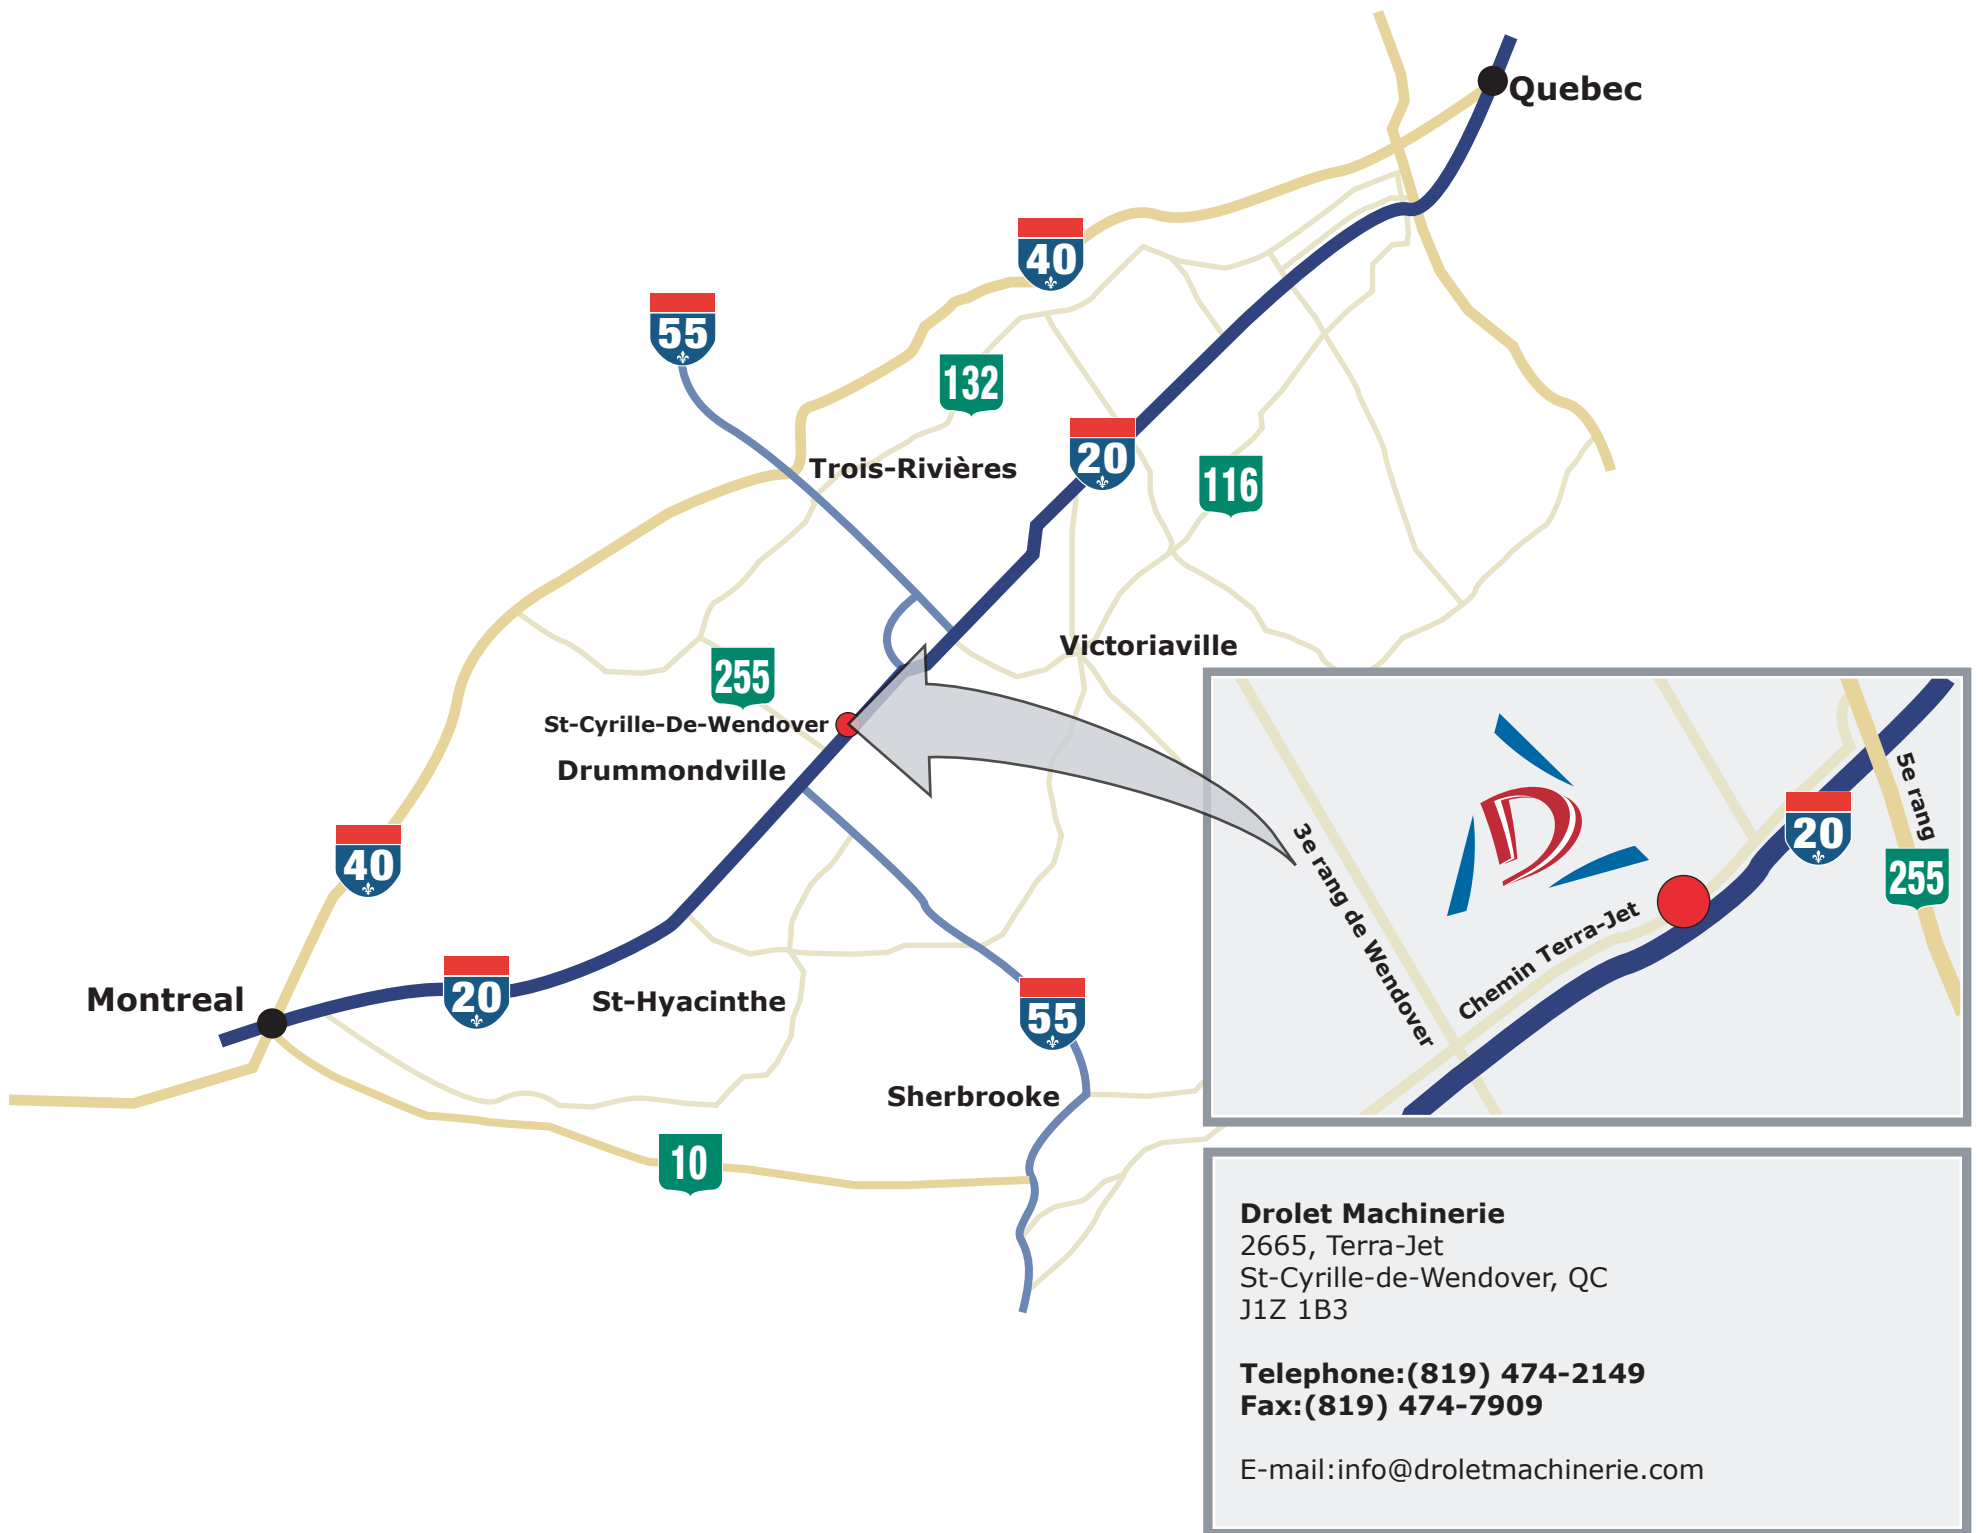 Quebec
40
55
132
Trois-Rivières
20
116
Victoriaville
255
St-Cyrille-De-Wendover
Drummondville
40
Montreal
20
St-Hyacinthe
55
Sherbrooke
10
5e rang
20
255
3e rang de Wendover
Chemin Terra-Jet
D
Drolet Machinerie
2665, Terra-Jet
St-Cyrille-de-Wendover, QC
J1Z 1B3
Telephone:(819) 474-2149
Fax:(819) 474-7909
E-mail:info@droletmachinerie.com